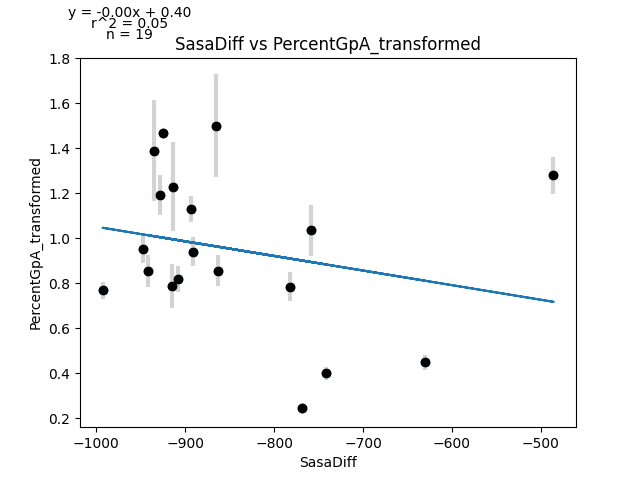 y = -0.00x + 0.40
r^2 = 0.05
n = 19
SasaDiff vs PercentGpA_transformed
PercentGpA_transformed
1.8
1.6
1.4
1.2
1.0
0.8
0.6
0.4
0.2
−1000
−900
−800
−700
−600
−500
SasaDiff